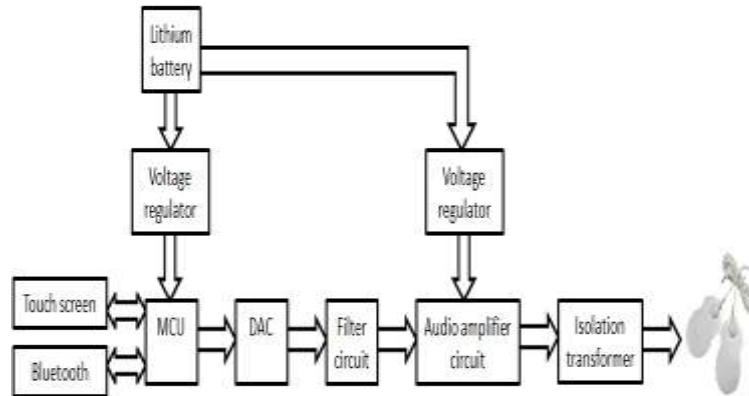 Lithium
battery
Voltage
regulator
Voltage
regulator
Touch screen
Bluetooth
MCU
DAC
Filter
circuit
Audio amplifier
circuit
Isolation
transformer